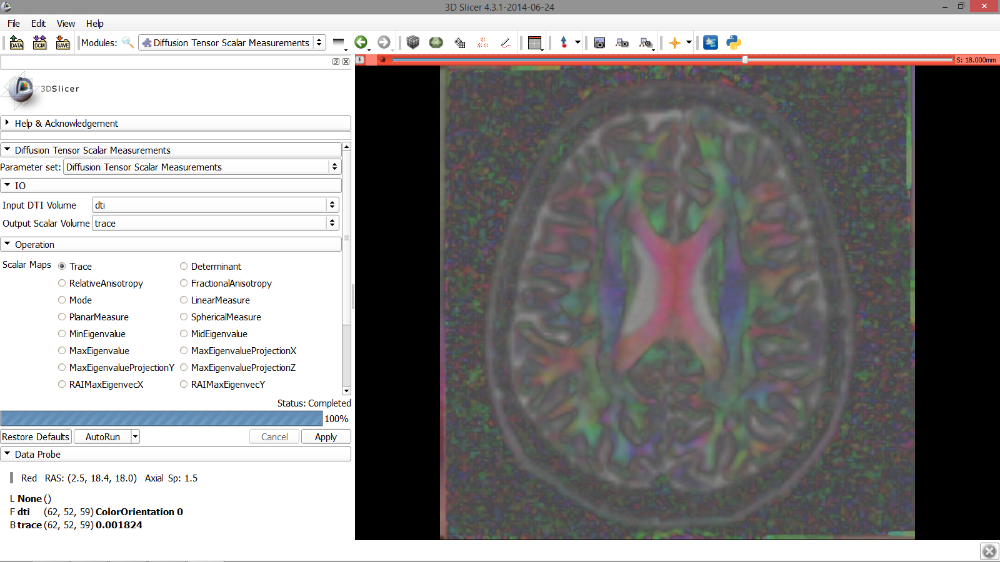 3D Slicer 4.3.1-2014-06-24
File Edit View Help
DATA DCM SAVE Modules: Diffusion Tensor Scalar Measurements
S: 18.000mm
3DSlicer
Help & Acknowledgement
Diffusion Tensor Scalar Measurements
Parameter set: Diffusion Tensor Scalar Measurements
IO
Input DTI Volume dti
Output Scalar Volume trace
Operation
Scalar Maps Trace Determinant
RelativeAnisotropy FractionalAnisotropy
Mode LinearMeasure
PlanarMeasure SphericalMeasure
MinEigenvalue MidEigenvalue
MaxEigenvalue MaxEigenvalueProjectionX
MaxEigenvalueProjectionY MaxEigenvalueProjectionZ
RAIMaxEigenvecX RAIMaxEigenvecY
Status: Completed
100%
Restore Defaults AutoRun Cancel Apply
Data Probe
Red RAS: (2.5, 18.4, 18.0) Axial Sp: 1.5
L None ()
F dti (62, 52, 59) ColorOrientation 0
B trace (62, 52, 59) 0.001824